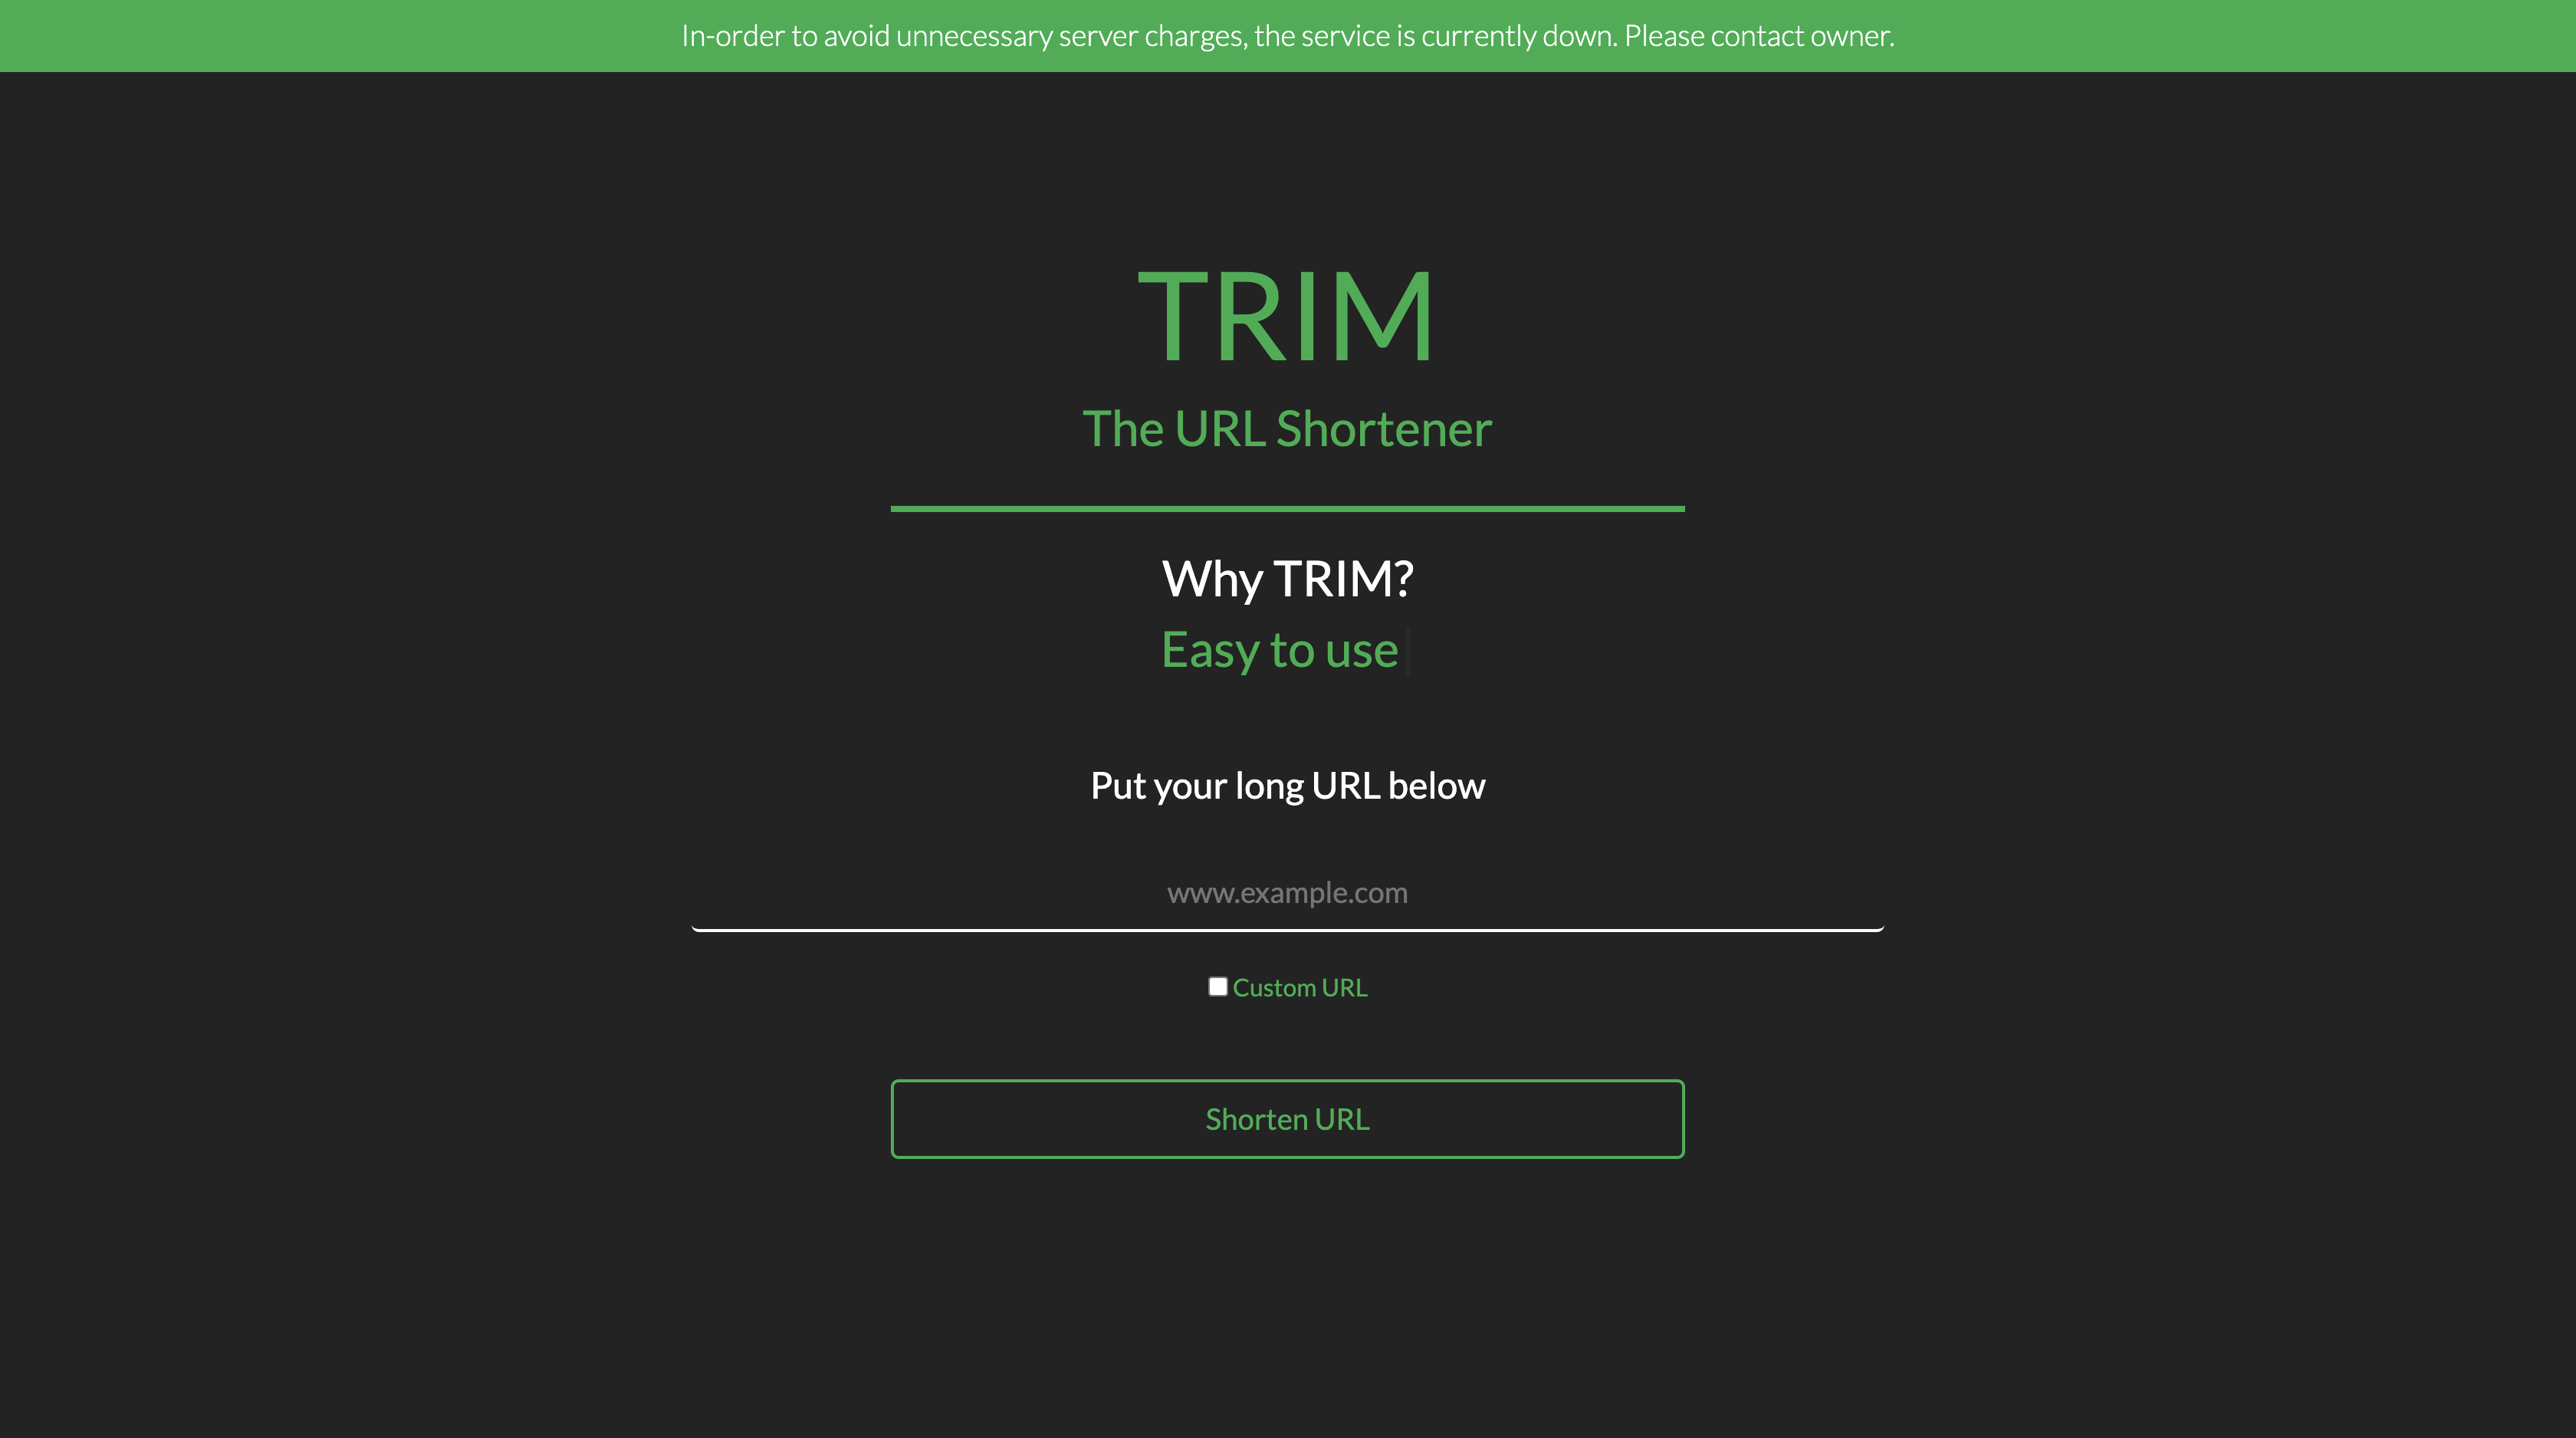 In-order to avoid unnecessary server charges, the service is currently down. Please contact owner.
TRIM
The URL Shortener
Why TRIM?
Easy to use
Put your long URL below
www.example.com
Custom URL
Shorten URL